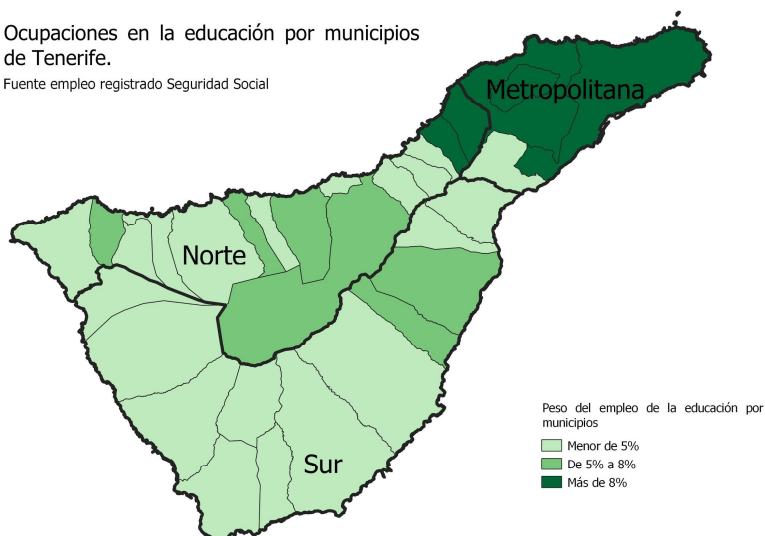 Ocupaciones en la educación por municipios
de Tenerife.
Fuente empleo registrado Seguridad Social
Metropolitana
Norte
Sur
Peso del empleo de la educación por
municipios
Menor de 5%
De 5% a 8%
Más de 8%